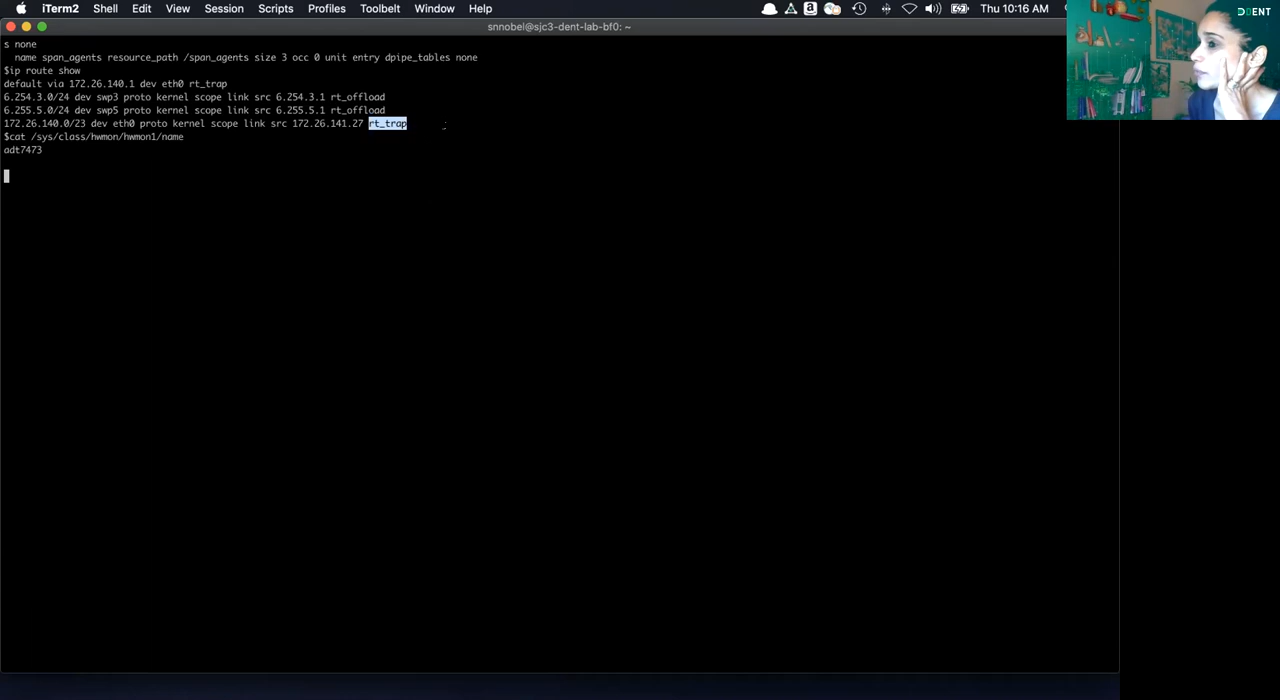 iTerm2 Shell Edit View Session Scripts Profiles Toolbelt Window Help Thu 10:16 AM
DENT
snnobel@sjc3-dent-lab-bf0: ~
s none
name span_agents resource_path /span_agents size 3 occ 0 unit entry dpipe_tables none
$ip route show
default via 172.26.140.1 dev eth0 rt_trap
6.254.3.0/24 dev swp3 proto kernel scope link src 6.254.3.1 rt_offload
6.255.5.0/24 dev swp5 proto kernel scope link src 6.255.5.1 rt_offload
172.26.140.0/23 dev eth0 proto kernel scope link src 172.26.141.27 rt_trap
$cat /sys/class/hwmon/hwmon1/name
adt7473